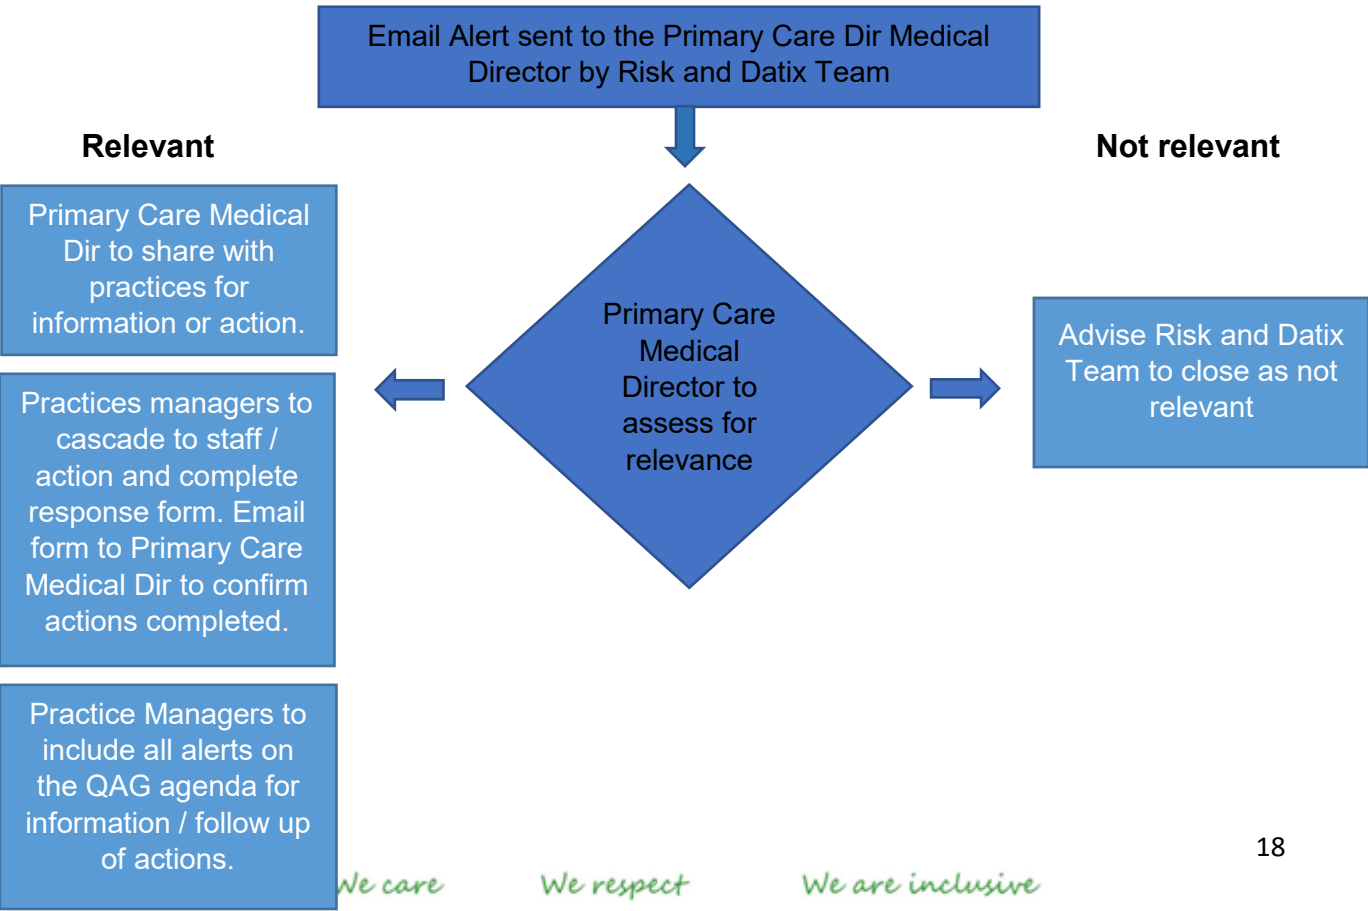 Email Alert sent to the Primary Care Dir Medical
Director by Risk and Datix Team
Relevant
Not relevant
Primary Care Medical
Dir to share with
practices for
information or action.
Practices managers to
cascade to staff /
action and complete
response form. Email
form to Primary Care
Medical Dir to confirm
actions completed.
Practice Managers to
include all alerts on
the QAG agenda for
information / follow up
of actions.
Primary Care
Medical
Director to
assess for
relevance
Advise Risk and Datix
Team to close as not
relevant
18
We care We respect We are inclusive